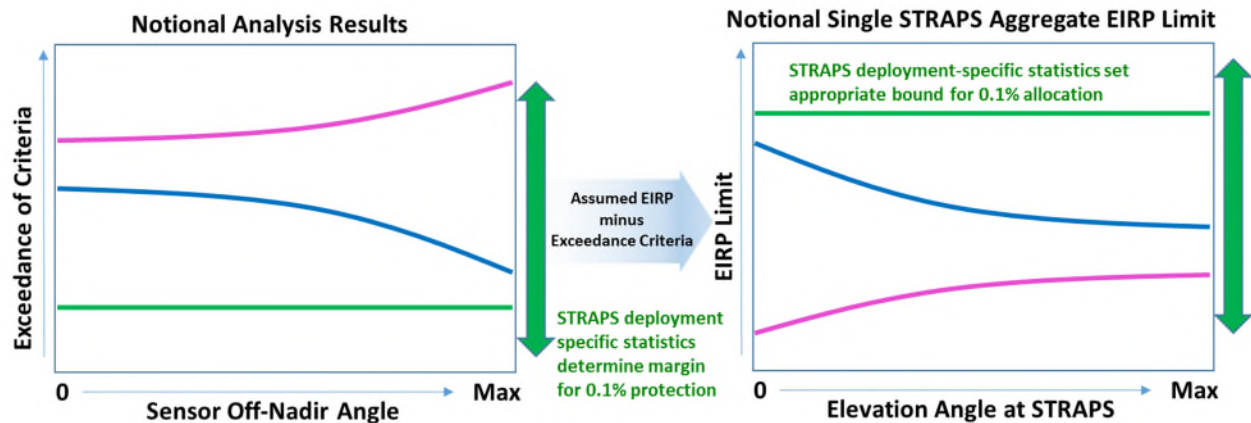 Notional Analysis Results
Exceedance of Criteria
0
Max
Sensor Off-Nadir Angle
STRAPS deployment
specific statistics
determine margin
for 0.1% protection
Assumed EIRP
minus
Exceedance Criteria
Notional Single STRAPS Aggregate EIRP Limit
STRAPS deployment-specific statistics set
appropriate bound for 0.1% allocation
EIRP Limit
0
Max
Elevation Angle at STRAPS